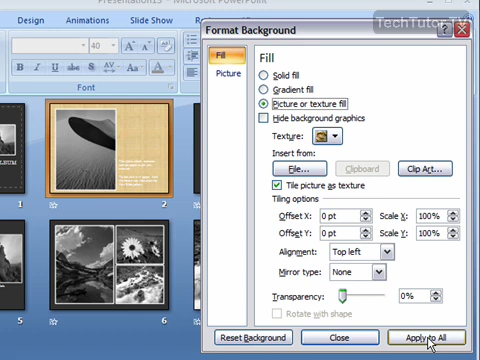 Presentation15 - Microsoft PowerPoint
TechTutor.TV
Design Animations Slide Show
40
Font
Format Background
Fill
Picture
Fill
Solid fill
Gradient fill
Picture or texture fill
Hide background graphics
Texture:
Insert from:
File... Clipboard Clip Art...
Tile picture as texture
Tiling options
Offset X: 0 pt Scale X: 100%
Offset Y: 0 pt Scale Y: 100%
Alignment: Top left
Mirror type: None
Transparency: 0%
Rotate with shape
Reset Background Close Apply to All
1
2
5
6